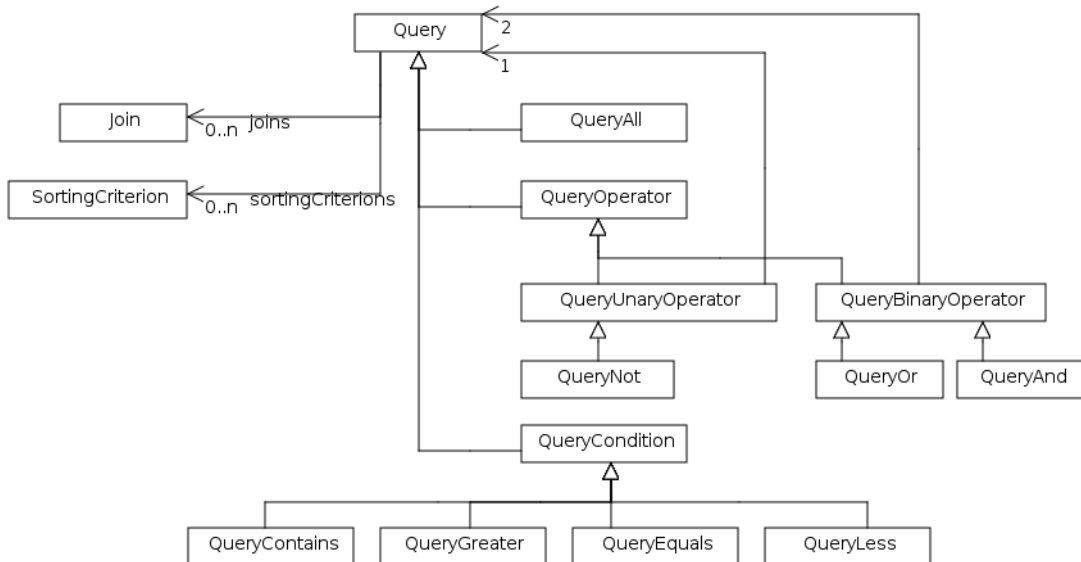 Query
2
1
Join
0..n joins
QueryAll
SortingCriterion
0..n sortingCriterions
QueryOperator
QueryUnaryOperator
QueryBinaryOperator
QueryNot
QueryOr
QueryAnd
QueryCondition
QueryContains
QueryGreater
QueryEquals
QueryLess